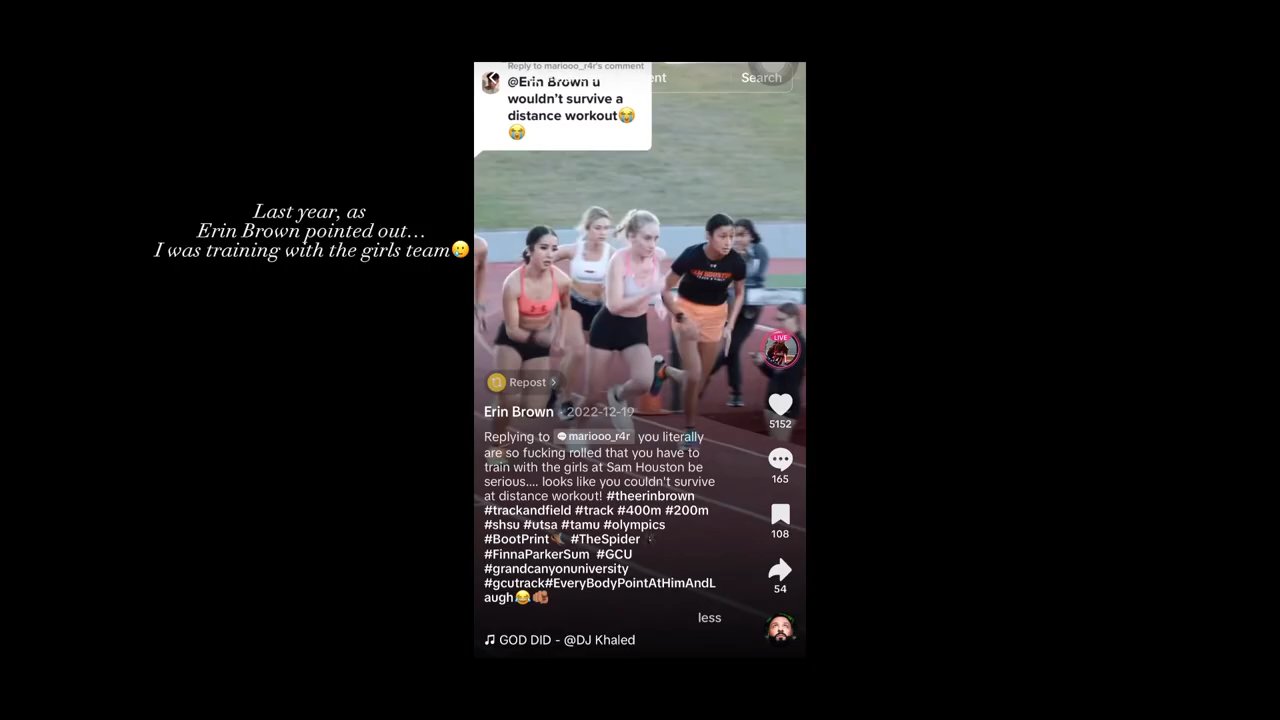 Last year, as
Erin Brown pointed out...
I was training with the girls team🥲
Reply to mariooo_r4r's comment
@Erin Brown u
wouldn't survive a
distance workout😭
😭
Search
SAM HOUSTON
LIVE
5152
165
108
54
Repost >
Erin Brown · 2022-12-19
Replying to mariooo_r4r you literally
are so fucking rolled that you have to
train with the girls at Sam Houston be
serious.... looks like you couldn't survive
at distance workout! #theerinbrown
#trackandfield #track #400m #200m
#shsu #utsa #tamu #olympics
#BootPrint #TheSpider
#FinnaParkerSum #GCU
#grandcanyonuniversity
#gcutrack#EveryBodyPointAtHimAndL
augh😂🫵🏾
less
♫ GOD DID - @DJ Khaled